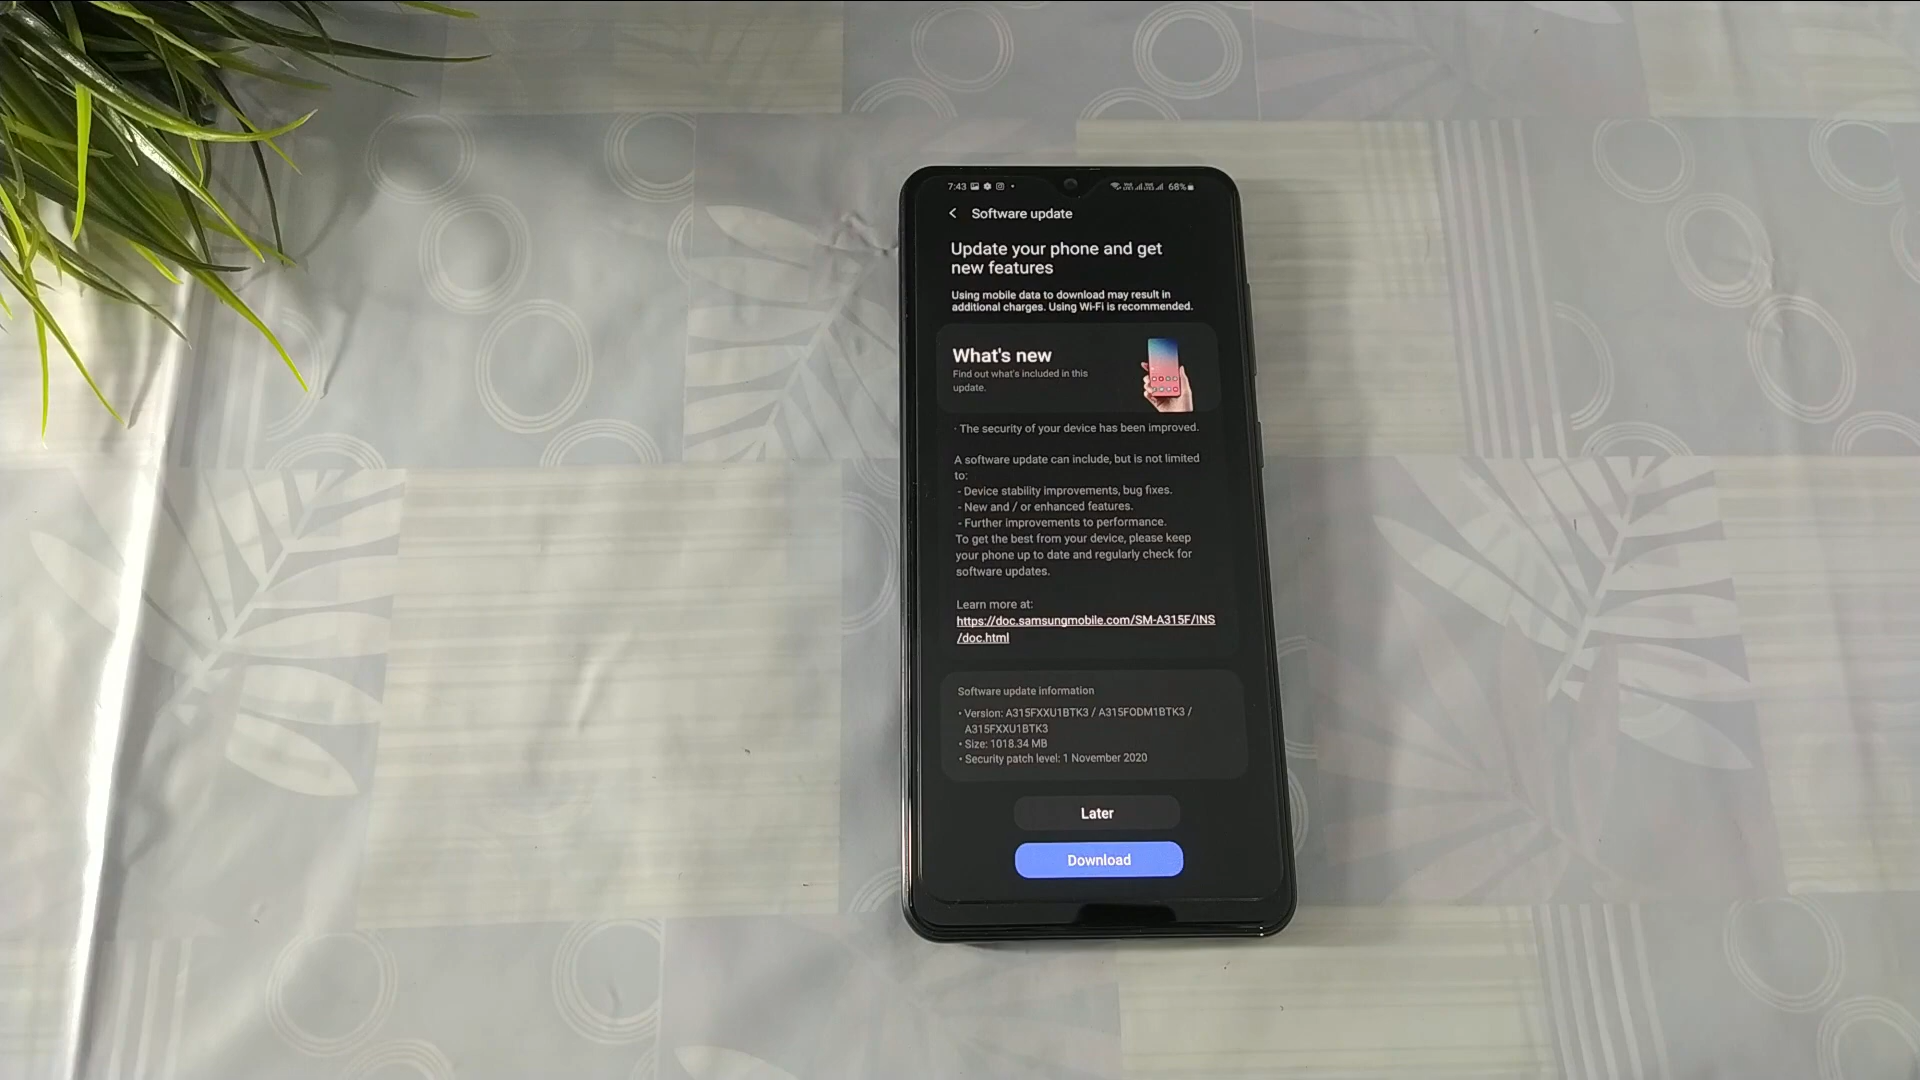 7:43
68%
Software update
Update your phone and get
new features
Using mobile data to download may result in
additional charges. Using Wi-Fi is recommended.
What's new
Find out what's included in this
update.
· The security of your device has been improved.
A software update can include, but is not limited
to:
- Device stability improvements, bug fixes.
- New and / or enhanced features.
- Further improvements to performance.
To get the best from your device, please keep
your phone up to date and regularly check for
software updates.
Learn more at:
https://doc.samsungmobile.com/SM-A315F/INS
/doc.html
Software update information
• Version: A315FXXU1BTK3 / A315FODM1BTK3 /
A315FXXU1BTK3
• Size: 1018.34 MB
• Security patch level: 1 November 2020
Later
Download